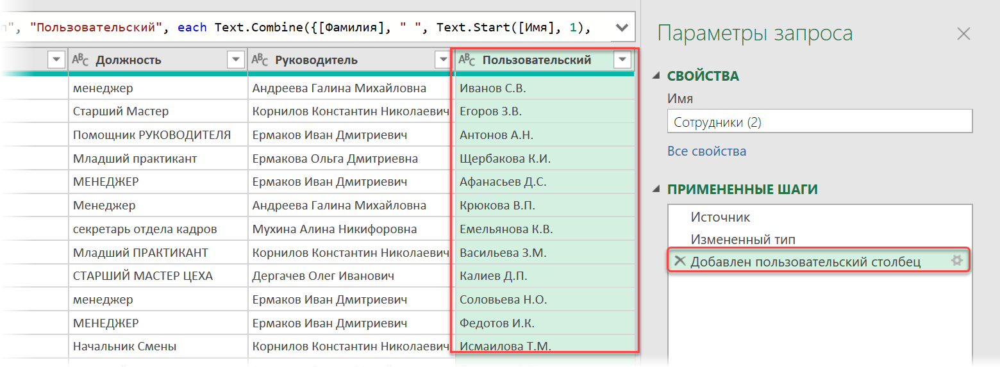 ", "Пользовательский", each Text.Combine({[Фамилия], " ", Text.Start([Имя], 1),
Параметры запроса
СВОЙСТВА
Имя
Сотрудники (2)
Все свойства
ПРИМЕНЕННЫЕ ШАГИ
Источник
Измененный тип
Добавлен пользовательский столбец
ABC Должность ABC Руководитель ABC Пользовательский
менеджер Андреева Галина Михайловна Иванов С.В.
Старший Мастер Корнилов Константин Николаевич Егоров З.В.
Помощник РУКОВОДИТЕЛЯ Ермаков Иван Дмитриевич Антонов А.Н.
Младший практикант Ермакова Ольга Дмитриевна Щербакова К.И.
МЕНЕДЖЕР Ермаков Иван Дмитриевич Афанасьев Д.С.
Менеджер Андреева Галина Михайловна Крюкова В.П.
секретарь отдела кадров Мухина Алина Никифоровна Емельянова К.В.
Младший ПРАКТИКАНТ Корнилов Константин Николаевич Васильева З.М.
СТАРШИЙ МАСТЕР ЦЕХА Дергачев Олег Иванович Калиев Д.П.
менеджер Ермаков Иван Дмитриевич Соловьева Н.О.
МЕНЕДЖЕР Ермаков Иван Дмитриевич Федотов И.К.
Начальник Смены Корнилов Константин Николаевич Исмаилова Т.М.